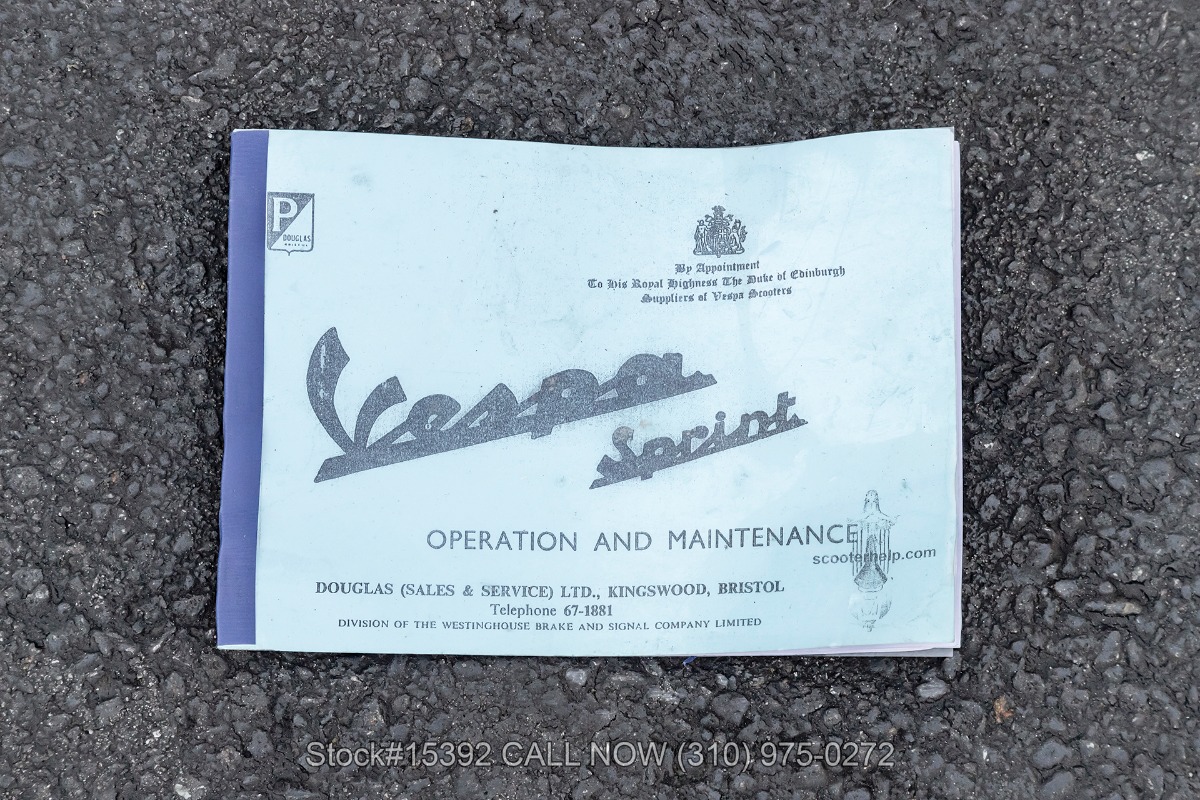 P
DOUGLAS
BRISTOL
By Appointment
To His Royal Highness The Duke of Edinburgh
Suppliers of Vespa Scooters
Vespa
Sprint
OPERATION AND MAINTENANCE
scooterhelp.com
DOUGLAS (SALES & SERVICE) LTD., KINGSWOOD, BRISTOL
Telephone 67-1881
DIVISION OF THE WESTINGHOUSE BRAKE AND SIGNAL COMPANY LIMITED
Stock#15392 CALL NOW (310) 975-0272